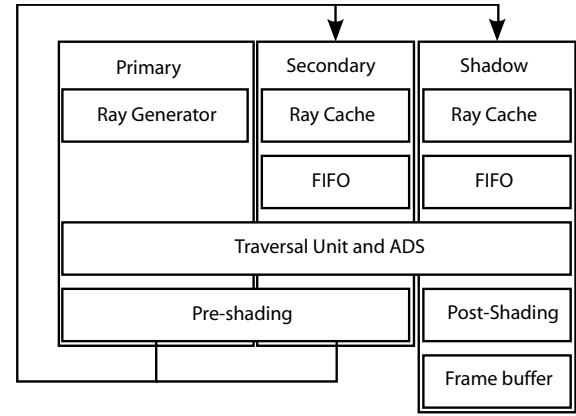 Primary
Secondary
Shadow
Ray Generator
Ray Cache
Ray Cache
FIFO
FIFO
Traversal Unit and ADS
Pre-shading
Post-Shading
Frame buffer